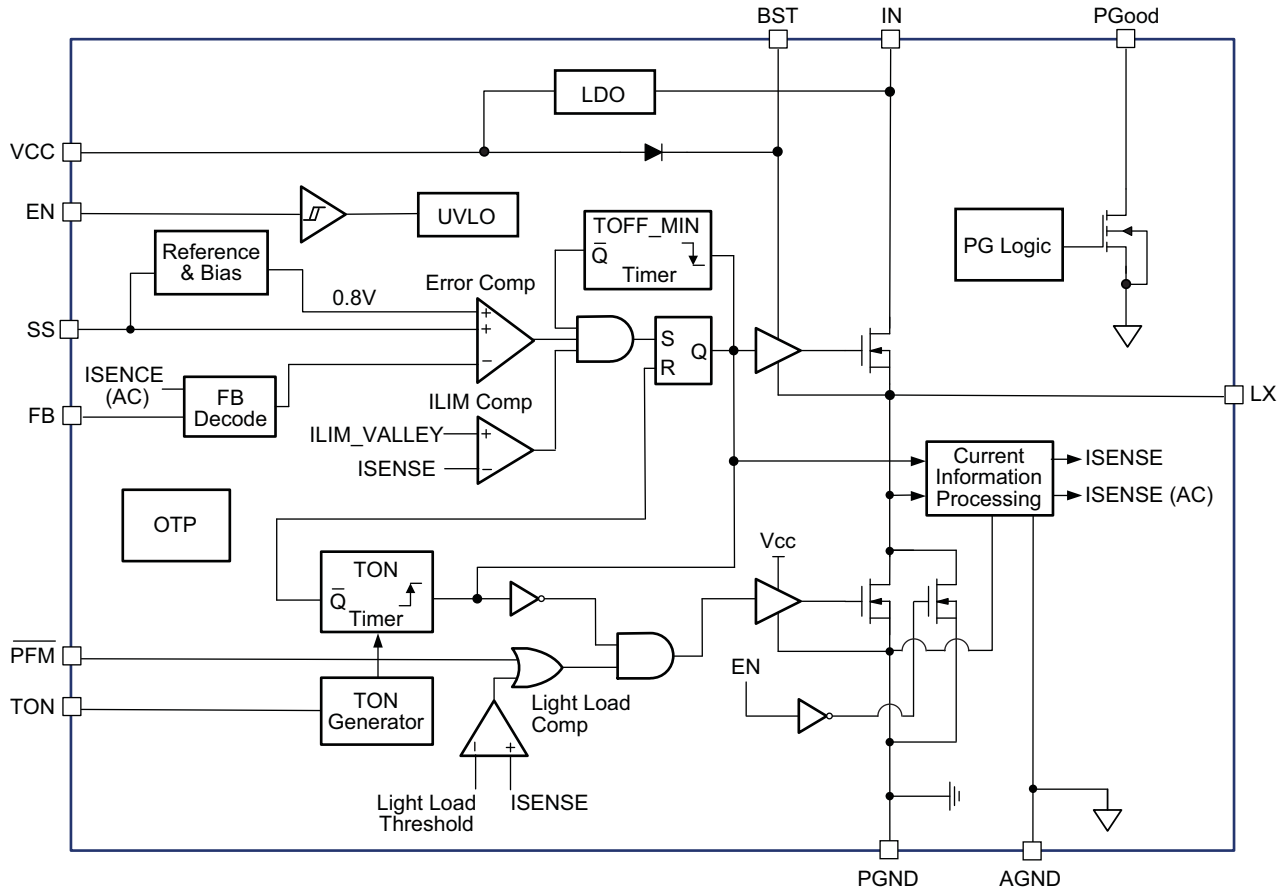 BST
IN
PGood
LDO
VCC
EN
UVLO
TOFF_MIN
Q̅
Timer
Reference
& Bias
PG Logic
Error Comp
0.8V
+
+
−
SS
S
R
Q
ISENCE
(AC)
FB
Decode
FB
LX
ILIM Comp
ILIM_VALLEY
+
ISENSE
−
Current
Information
Processing
ISENSE
ISENSE (AC)
OTP
Vcc
TON
Q̅
Timer
P̅F̅M̅
EN
TON
TON
Generator
Light Load
Comp
−
+
Light Load
Threshold
ISENSE
PGND
AGND